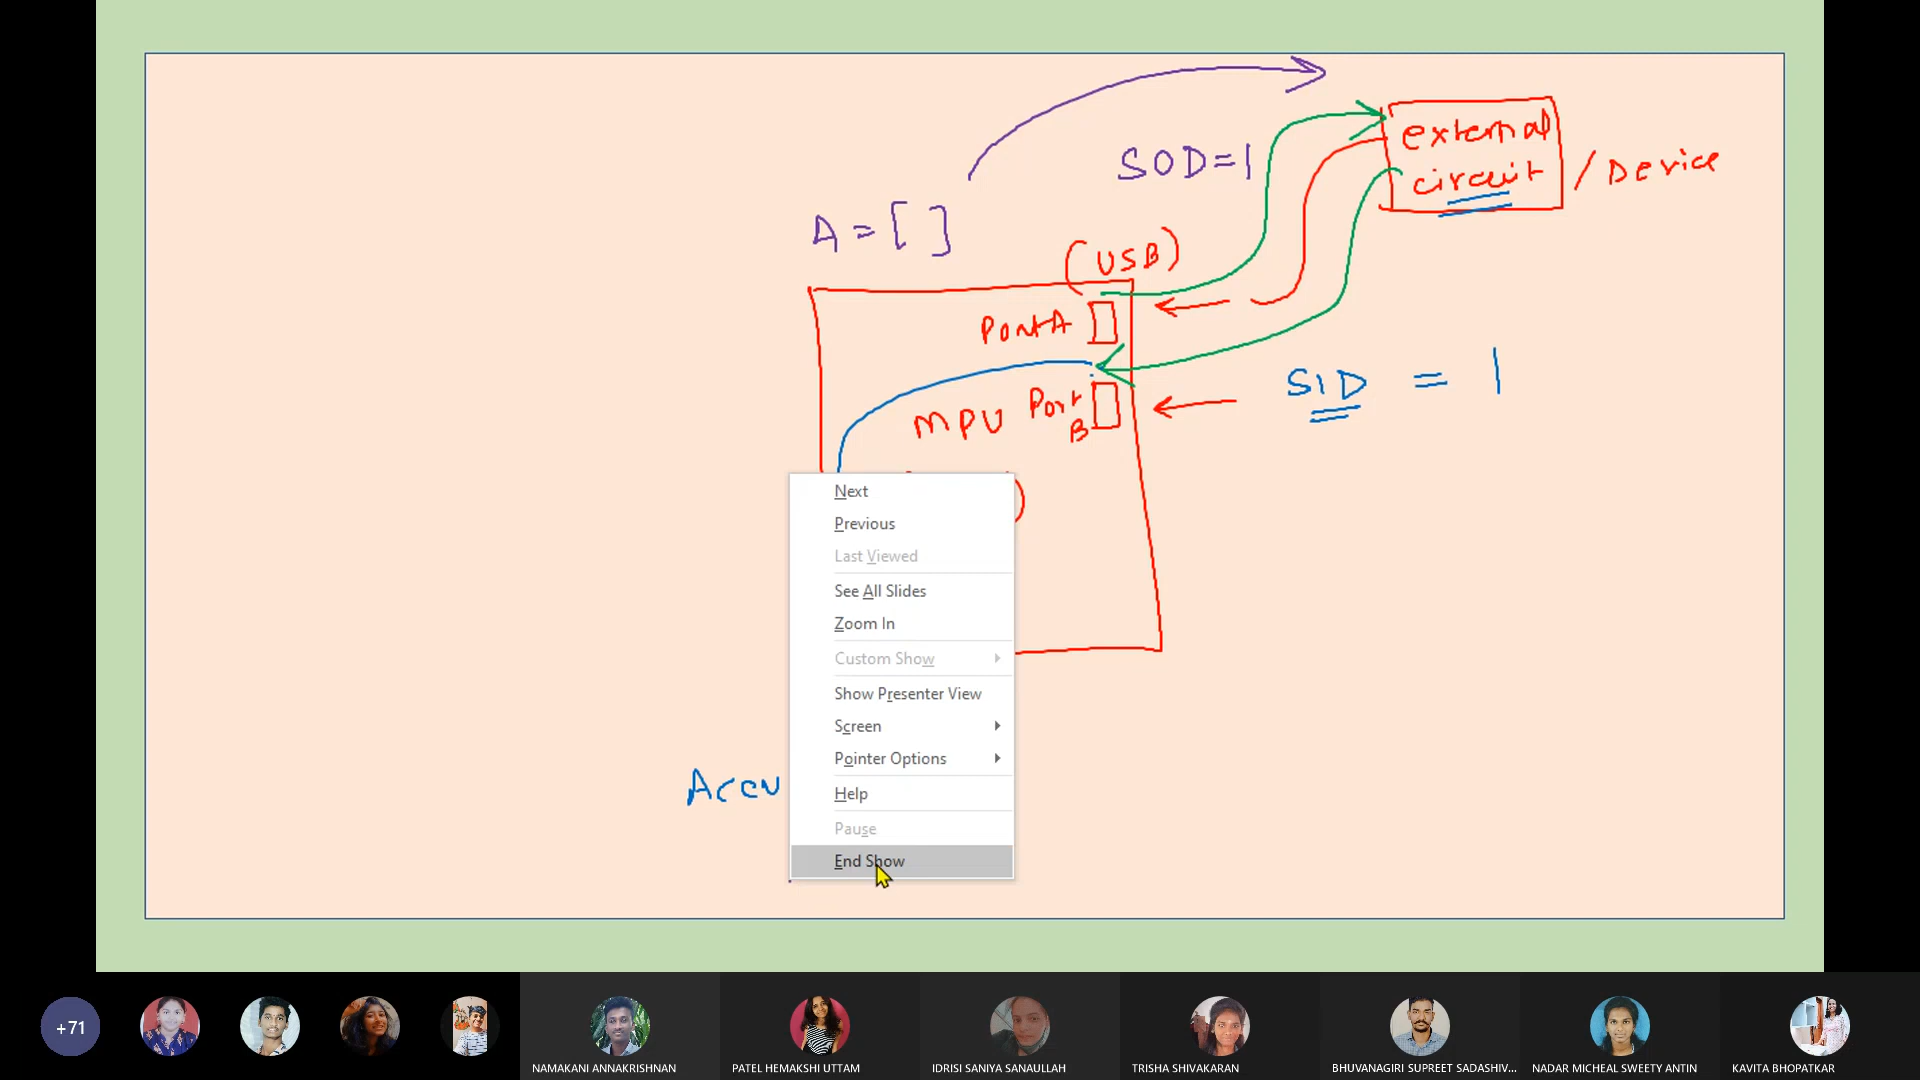 SOD=1
external
circuit / Device
A = [ ]
(USB)
Port A
SID = 1
MPU Port
B
Next
Previous
Last Viewed
See All Slides
Zoom In
Custom Show
Show Presenter View
Screen
Pointer Options
Accu
Help
Pause
End Show
+71
NAMAKANI ANNAKRISHNAN
PATEL HEMAKSHI UTTAM
IDRISI SANIYA SANAULLAH
TRISHA SHIVAKARAN
BHUVANAGIRI SUPREET SADASHIV...
NADAR MICHEAL SWEETY ANTIN
KAVITA BHOPATKAR